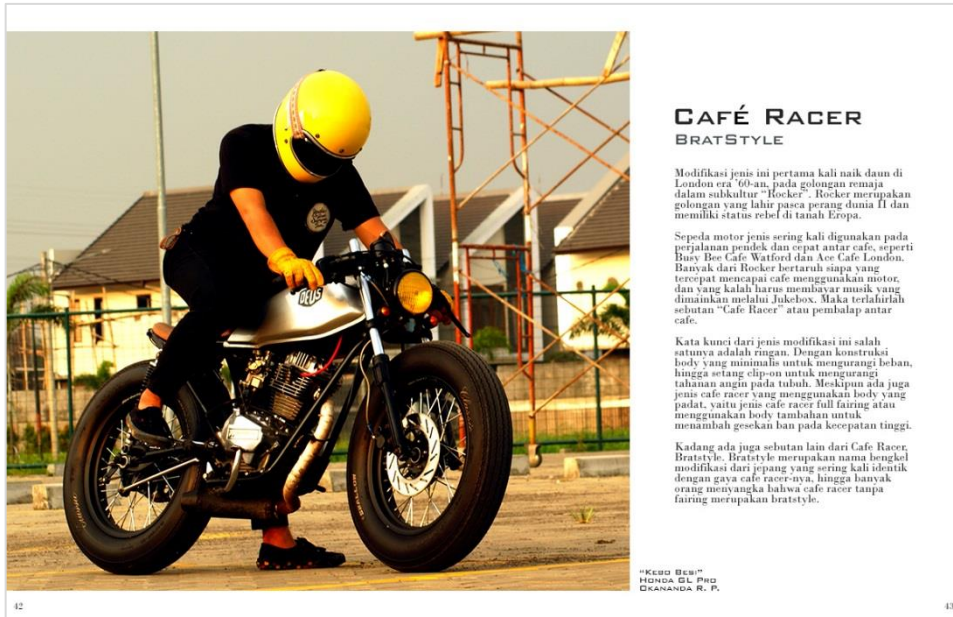 CAFÉ RACER
BRATSTYLE
Modifikasi jenis ini pertama kali naik daun di
London era '60-an, pada golongan remaja
dalam subkultur “Rocker”. Rocker merupakan
golongan yang lahir pasca perang dunia II dan
memiliki status rebel di tanah Eropa.
Sepeda motor jenis sering kali digunakan pada
perjalanan pendek dan cepat antar cafe, seperti
Busy Bee Cafe Watford dan Ace Cafe London.
Banyak dari Rocker bertaruh siapa yang
tercepat mencapai cafe menggunakan motor,
dan yang kalah harus membayar musik yang
dimainkan melalui Jukebox. Maka terlahirlah
sebutan “Cafe Racer” atau pembalap antar
cafe.
Kata kunci dari jenis modifikasi ini salah
satunya adalah ringan. Dengan konstruksi
body yang minimalis untuk mengurangi beban,
hingga setang clip-on untuk mengurangi
tahanan angin pada tubuh. Meskipun ada juga
jenis cafe racer yang menggunakan body yang
padat, yaitu jenis cafe racer full fairing atau
menggunakan body tambahan untuk
menambah gesekan ban pada kecepatan tinggi.
Kadang ada juga sebutan lain dari Cafe Racer,
Bratstyle. Bratstyle merupakan nama bengkel
modifikasi dari jepang yang sering kali identik
dengan gaya cafe racer-nya, hingga banyak
orang menyangka bahwa cafe racer tanpa
fairing merupakan bratstyle.
DEUS
“KEBO BESI”
HONDA GL PRO
OKANANDA R. P.
42
43